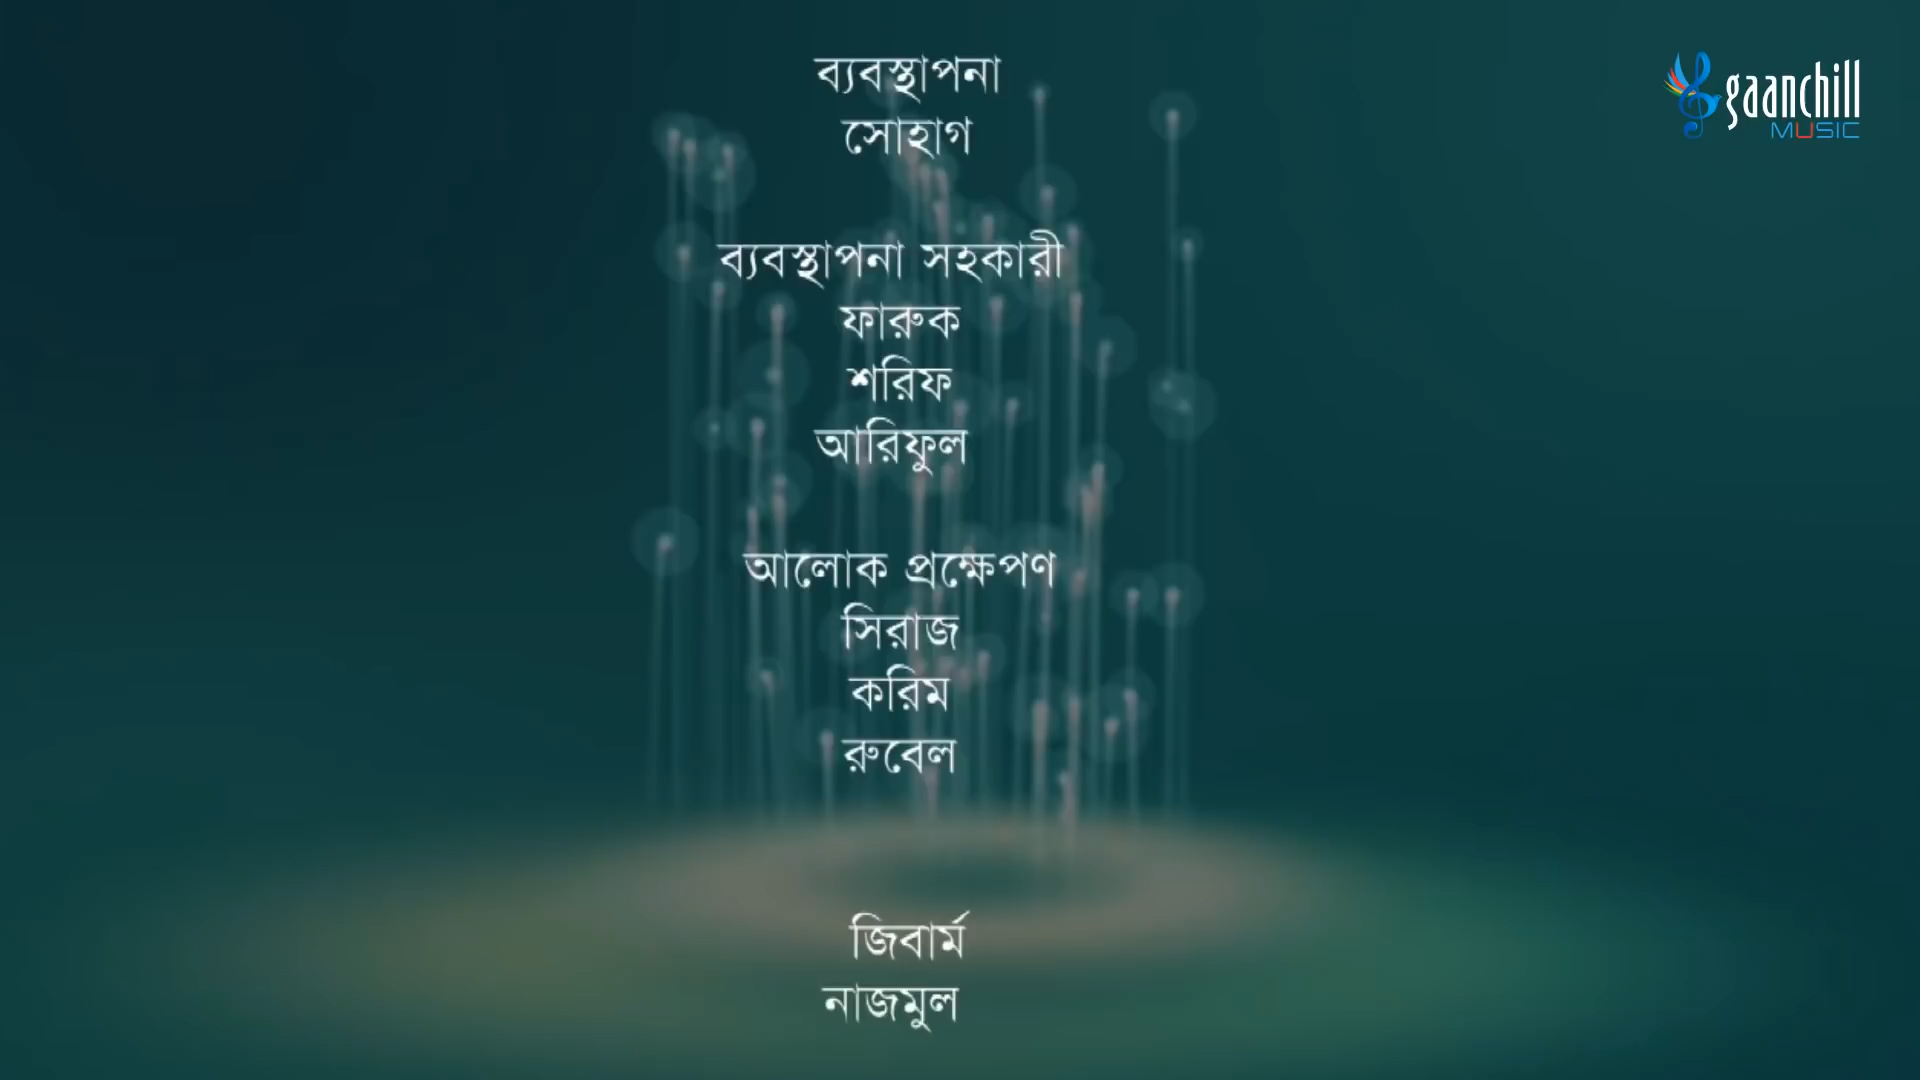 ব্যবস্থাপনা
সোহাগ
ব্যবস্থাপনা সহকারী
ফারুক
শরিফ
আরিফুল
আলোক প্রক্ষেপণ
সিরাজ
করিম
রুবেল
জিবার্ম
নাজমুল
gaanchill
MUSIC